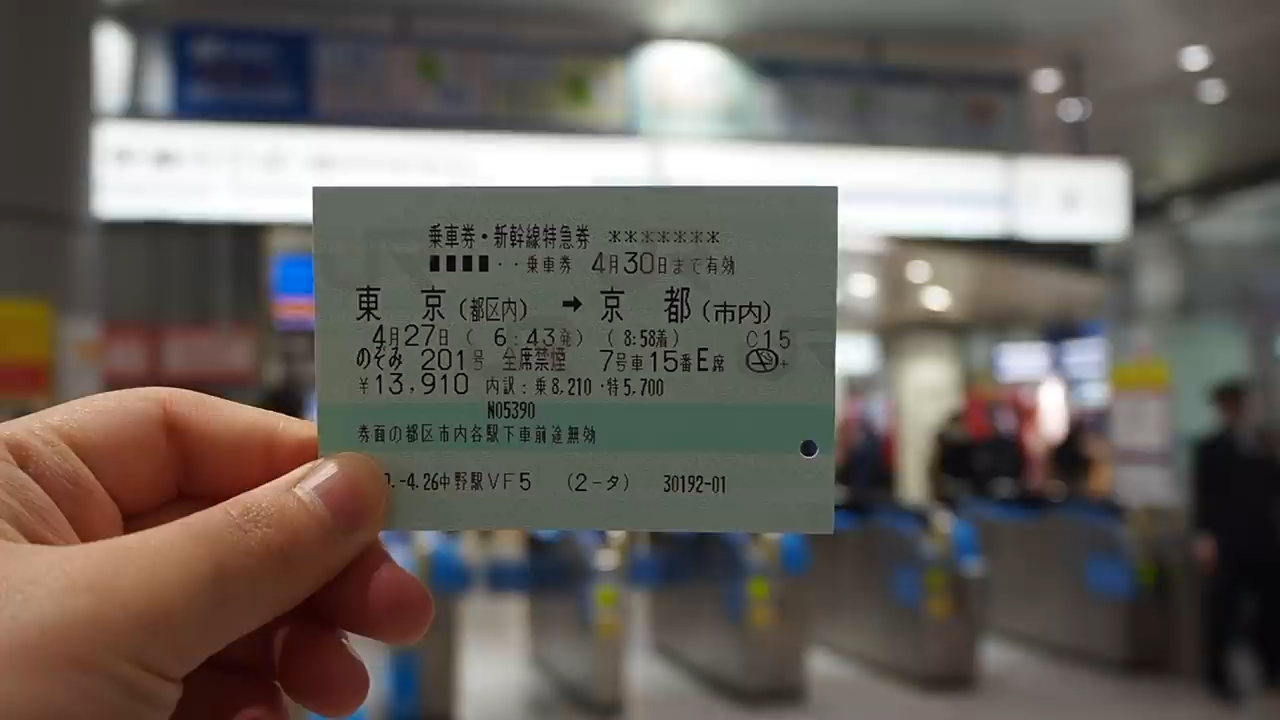 乗車券・新幹線特急券 *******
■■■■・・乗車券 4月30日まで有効
東 京(都区内) ➡ 京 都(市内)
4月27日( 6:43発) (8:58着) C15
のぞみ 201号 全席禁煙 7号車15番E席
¥13,910 内訳:乗8,210・特5,700
N05390
券面の都区市内各駅下車前途無効
.-4.26中野駅VF5 (2-タ) 30192-01